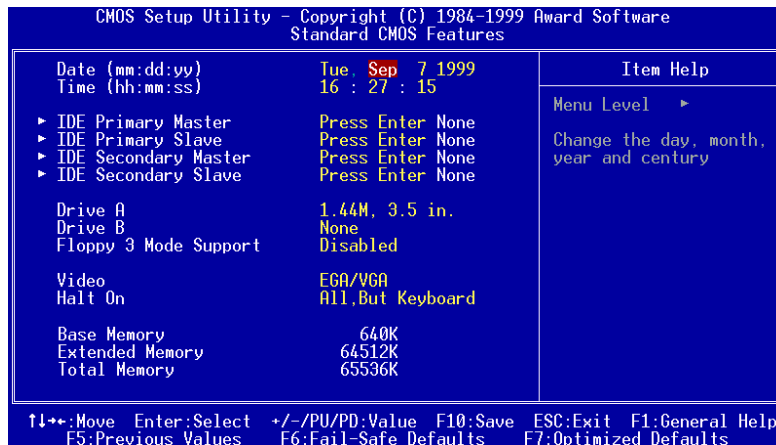 CMOS Setup Utility – Copyright (C) 1984-1999 Award Software
Standard CMOS Features
Date (mm:dd:yy) Tue, Sep 7 1999
Time (hh:mm:ss) 16 : 27 : 15
► IDE Primary Master Press Enter None
► IDE Primary Slave Press Enter None
► IDE Secondary Master Press Enter None
► IDE Secondary Slave Press Enter None
Drive A 1.44M, 3.5 in.
Drive B None
Floppy 3 Mode Support Disabled
Video EGA/VGA
Halt On All,But Keyboard
Base Memory 640K
Extended Memory 64512K
Total Memory 65536K
Item Help
Menu Level ►
Change the day, month,
year and century
↑↓→←:Move Enter:Select +/-/PU/PD:Value F10:Save ESC:Exit F1:General Help
F5:Previous Values F6:Fail-Safe Defaults F7:Optimized Defaults